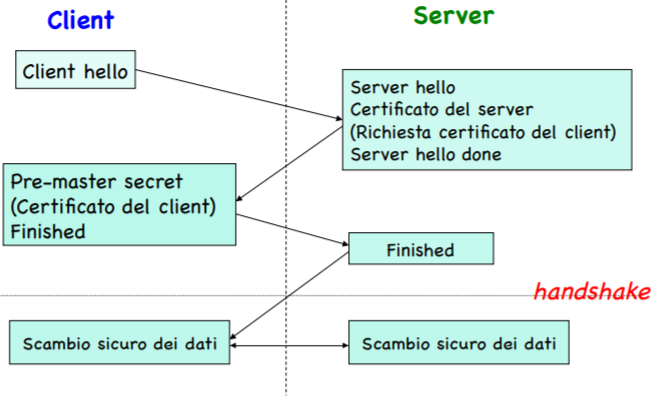 Client
Server
Client hello
Server hello
Certificato del server
(Richiesta certificato del client)
Server hello done
Pre-master secret
(Certificato del client)
Finished
Finished
handshake
Scambio sicuro dei dati
Scambio sicuro dei dati